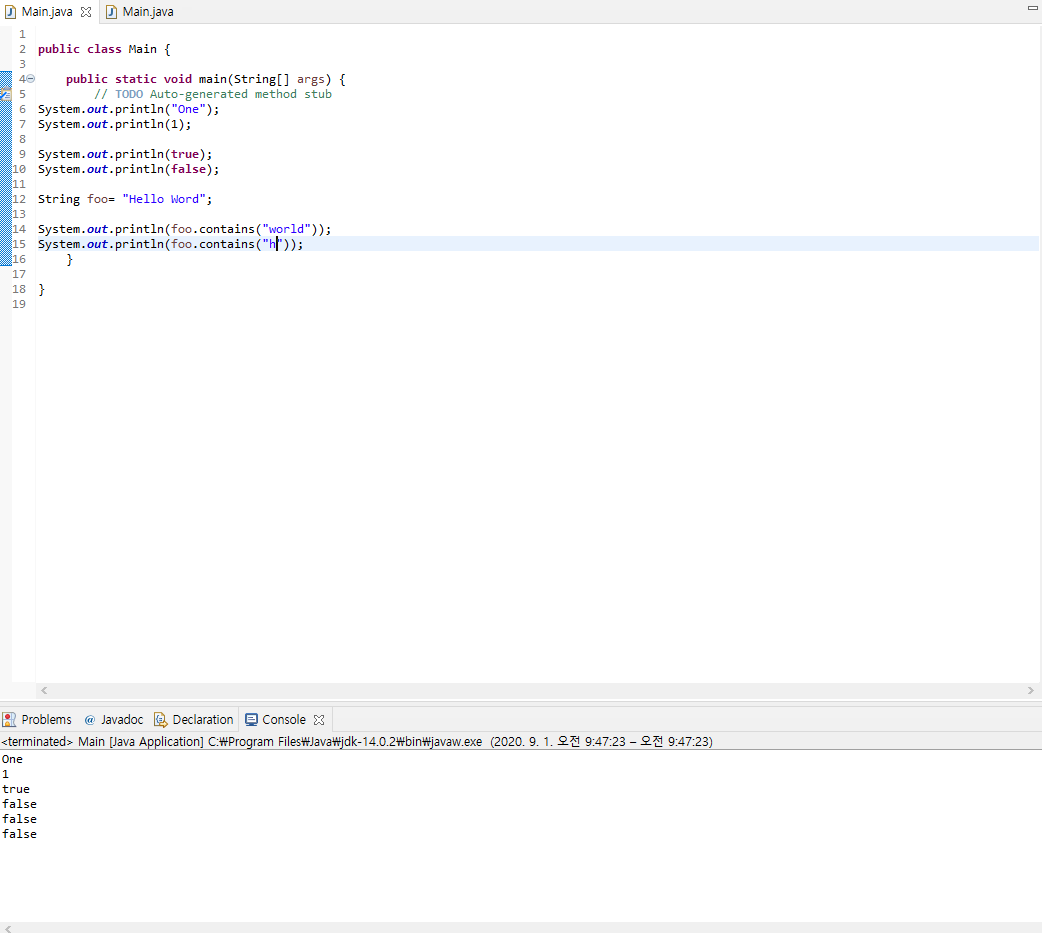 Main.java Main.java
1
2 public class Main {
3
4 public static void main(String[] args) {
5 // TODO Auto-generated method stub
6 System.out.println("One");
7 System.out.println(1);
8
9 System.out.println(true);
10 System.out.println(false);
11
12 String foo= "Hello Word";
13
14 System.out.println(foo.contains("world"));
15 System.out.println(foo.contains("h"));
16 }
17
18 }
19
Problems @ Javadoc Declaration Console
<terminated> Main [Java Application] C:₩Program Files₩Java₩jdk-14.0.2₩bin₩javaw.exe (2020. 9. 1. 오전 9:47:23 – 오전 9:47:23)
One
1
true
false
false
false